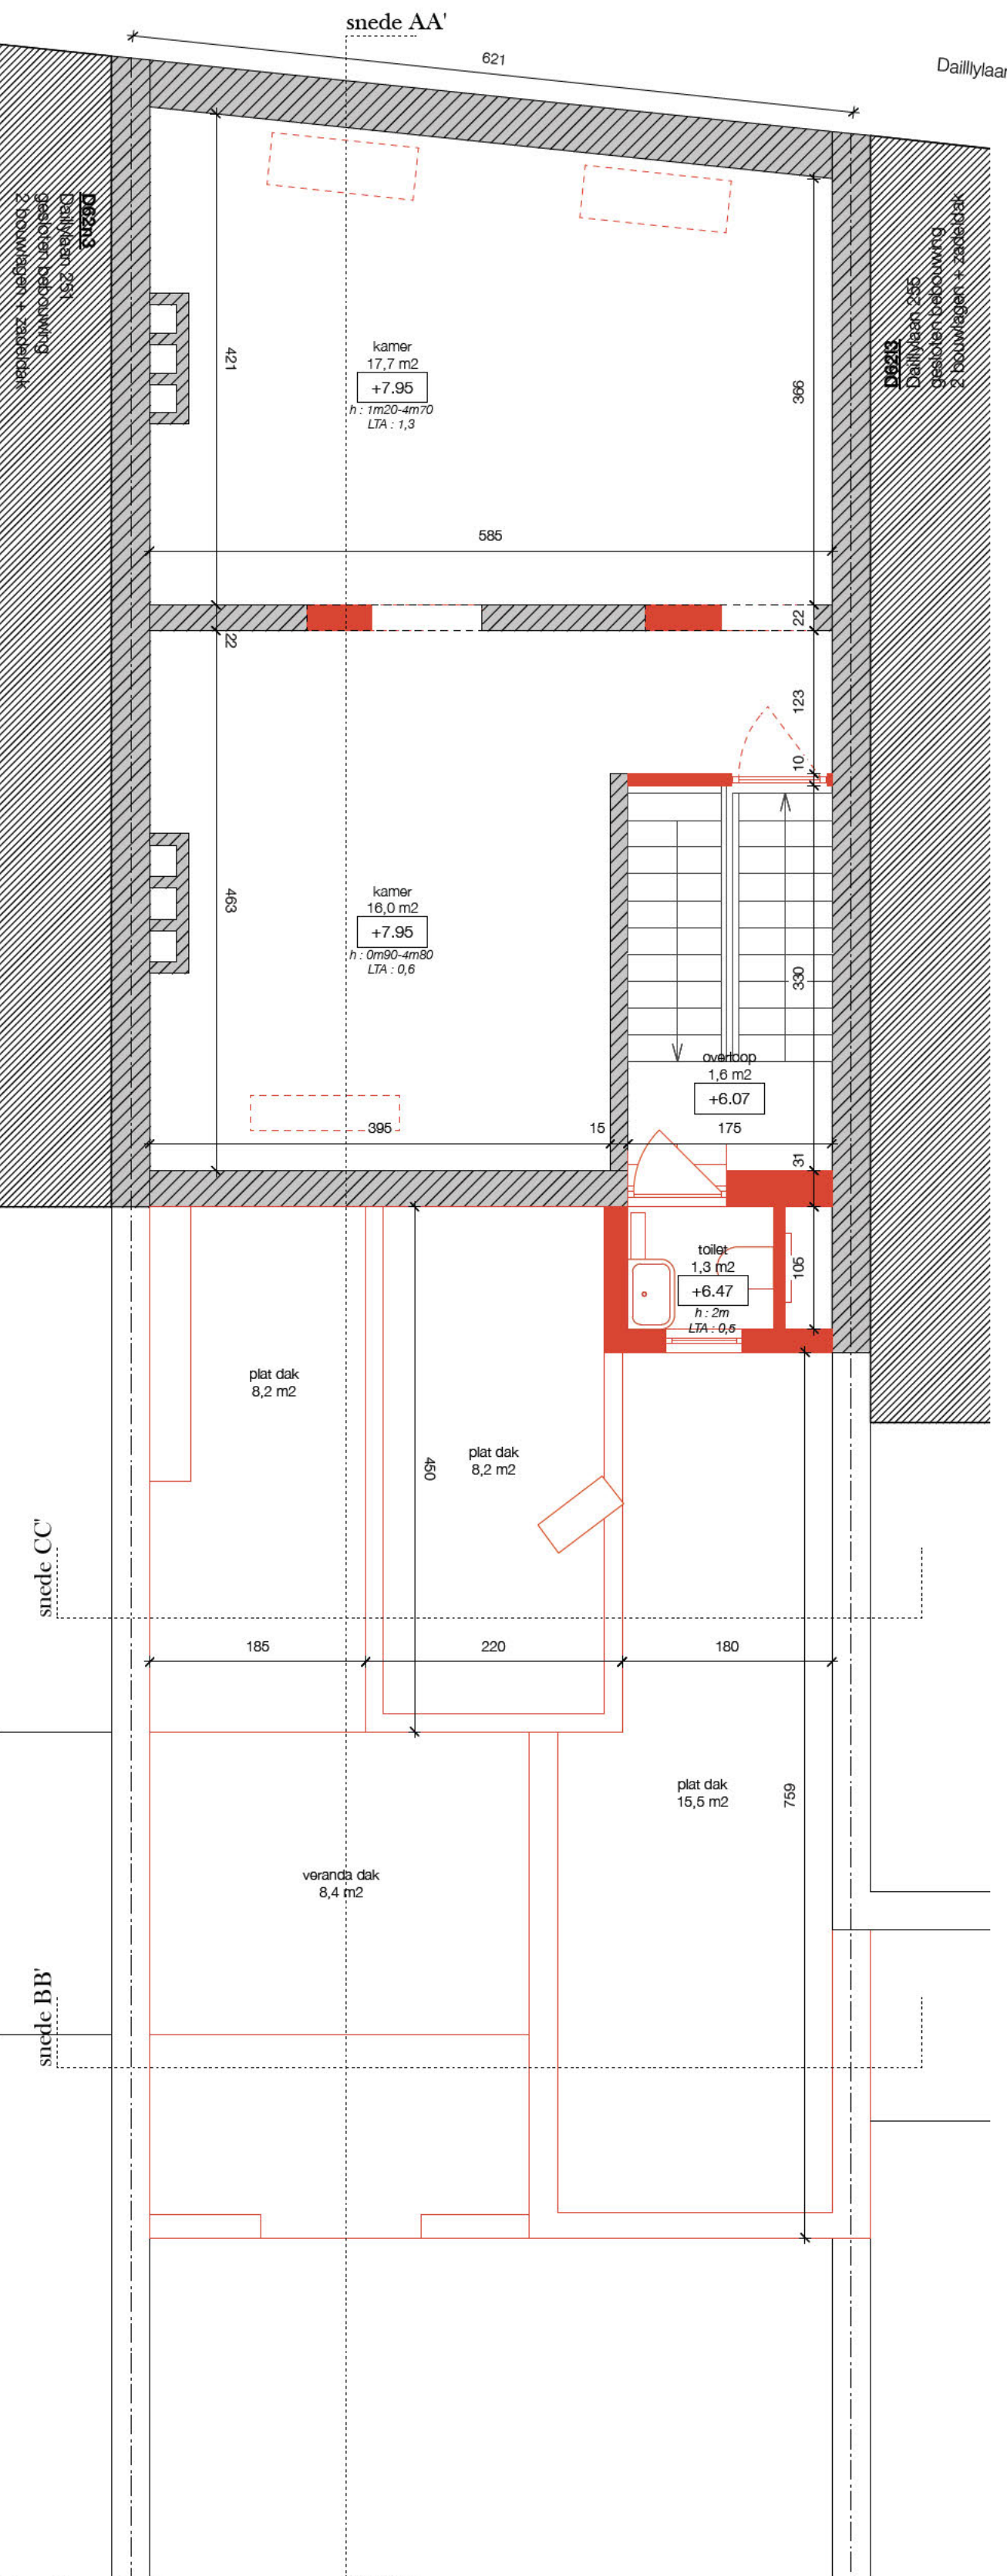 snede AA'
621
Dailllylaan
D62n3
Daillylaan 251
gesloten bebouwing
2 bouwlagen + zadeldak
D62l3
Daillylaan 255
gesloten bebouwing
2 bouwlagen + zadeldak
421
kamer
17,7 m2
+7.95
h : 1m20-4m70
LTA : 1,3
366
585
22
22
123
10
463
kamer
16,0 m2
+7.95
h : 0m90-4m80
LTA : 0,6
330
overloop
1,6 m2
+6.07
395
15
175
31
toilet
1,3 m2
+6.47
h : 2m
LTA : 0,5
105
plat dak
8,2 m2
plat dak
8,2 m2
450
snede CC'
185
220
180
plat dak
15,5 m2
759
veranda dak
8,4 m2
snede BB'